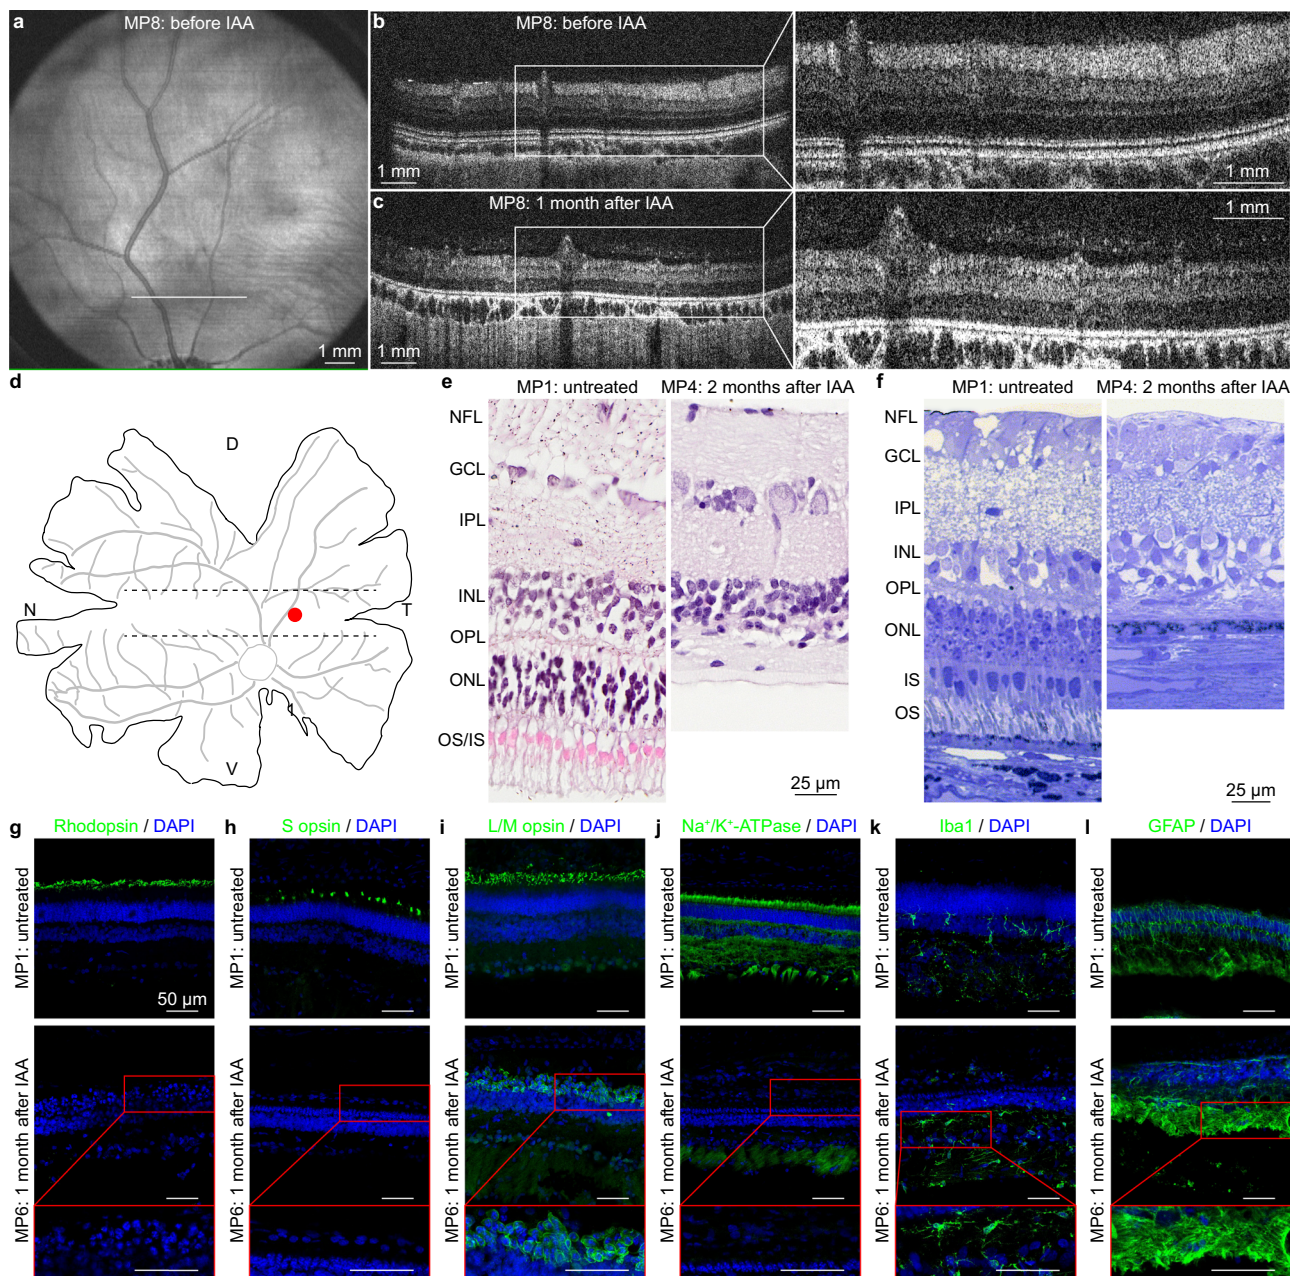 a
MP8: before IAA
1 mm
b
MP8: before IAA
1 mm
1 mm
c
MP8: 1 month after IAA
1 mm
1 mm
d
D
N
T
V
e
MP1: untreated
MP4: 2 months after IAA
NFL
GCL
IPL
INL
OPL
ONL
OS/IS
25 µm
f
MP1: untreated
MP4: 2 months after IAA
NFL
GCL
IPL
INL
OPL
ONL
IS
OS
25 µm
g
Rhodopsin / DAPI
h
S opsin / DAPI
i
L/M opsin / DAPI
j
Na⁺/K⁺-ATPase / DAPI
k
Iba1 / DAPI
l
GFAP / DAPI
MP1: untreated
50 µm
MP1: untreated
MP1: untreated
MP1: untreated
MP1: untreated
MP1: untreated
MP6: 1 month after IAA
MP6: 1 month after IAA
MP6: 1 month after IAA
MP6: 1 month after IAA
MP6: 1 month after IAA
MP6: 1 month after IAA